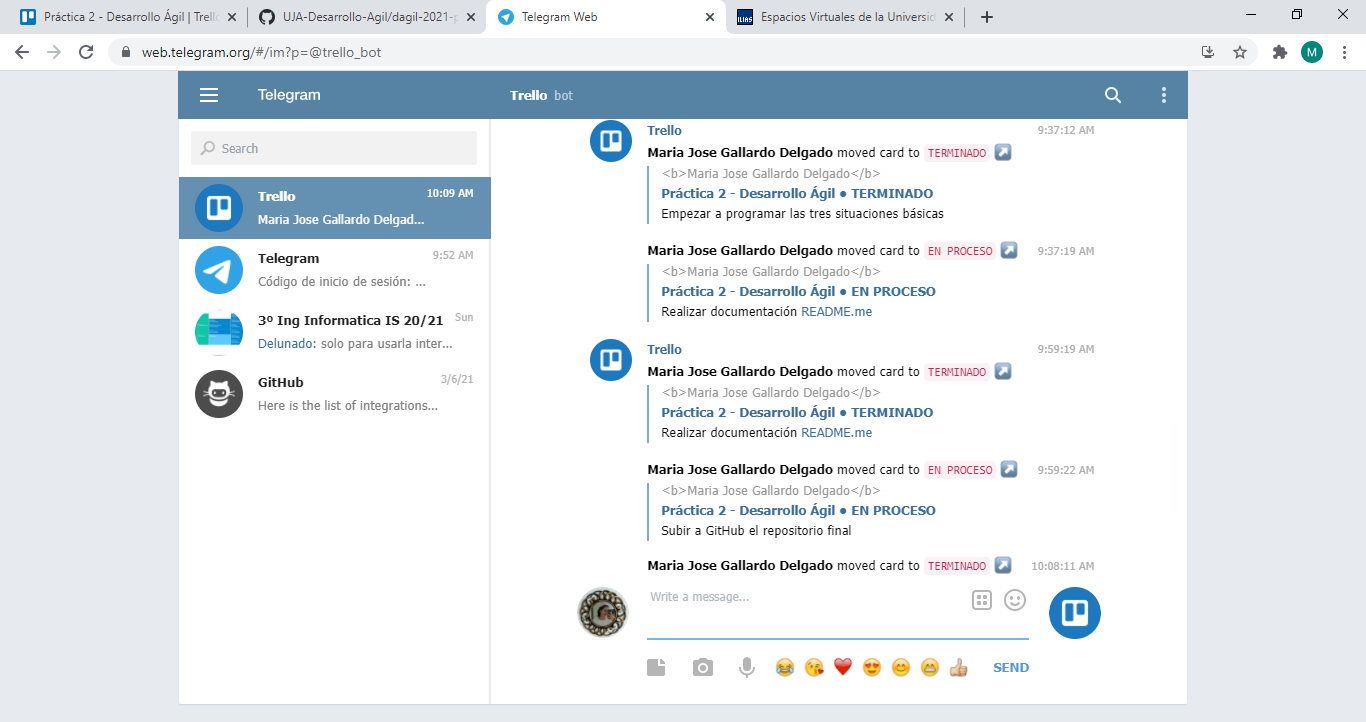 Práctica 2 - Desarrollo Ágil | Trell
UJA-Desarrollo-Agil/dagil-2021-p
Telegram Web
ILIAS
Espacios Virtuales de la Universid
web.telegram.org/#/im?p=@trello_bot
M
Telegram
Trello bot
Search
Trello
10:09 AM
Maria Jose Gallardo Delgad...
Telegram
9:52 AM
Código de inicio de sesión: ...
3º Ing Informatica IS 20/21
Sun
Delunado: solo para usarla inter...
GitHub
3/6/21
Here is the list of integrations...
Trello
9:37:12 AM
Maria Jose Gallardo Delgado moved card to TERMINADO
<b>Maria Jose Gallardo Delgado</b>
Práctica 2 - Desarrollo Ágil ● TERMINADO
Empezar a programar las tres situaciones básicas
Maria Jose Gallardo Delgado moved card to EN PROCESO
9:37:19 AM
<b>Maria Jose Gallardo Delgado</b>
Práctica 2 - Desarrollo Ágil ● EN PROCESO
Realizar documentación README.me
Trello
9:59:19 AM
Maria Jose Gallardo Delgado moved card to TERMINADO
<b>Maria Jose Gallardo Delgado</b>
Práctica 2 - Desarrollo Ágil ● TERMINADO
Realizar documentación README.me
Maria Jose Gallardo Delgado moved card to EN PROCESO
9:59:22 AM
<b>Maria Jose Gallardo Delgado</b>
Práctica 2 - Desarrollo Ágil ● EN PROCESO
Subir a GitHub el repositorio final
Maria Jose Gallardo Delgado moved card to TERMINADO
10:08:11 AM
Write a message...
SEND